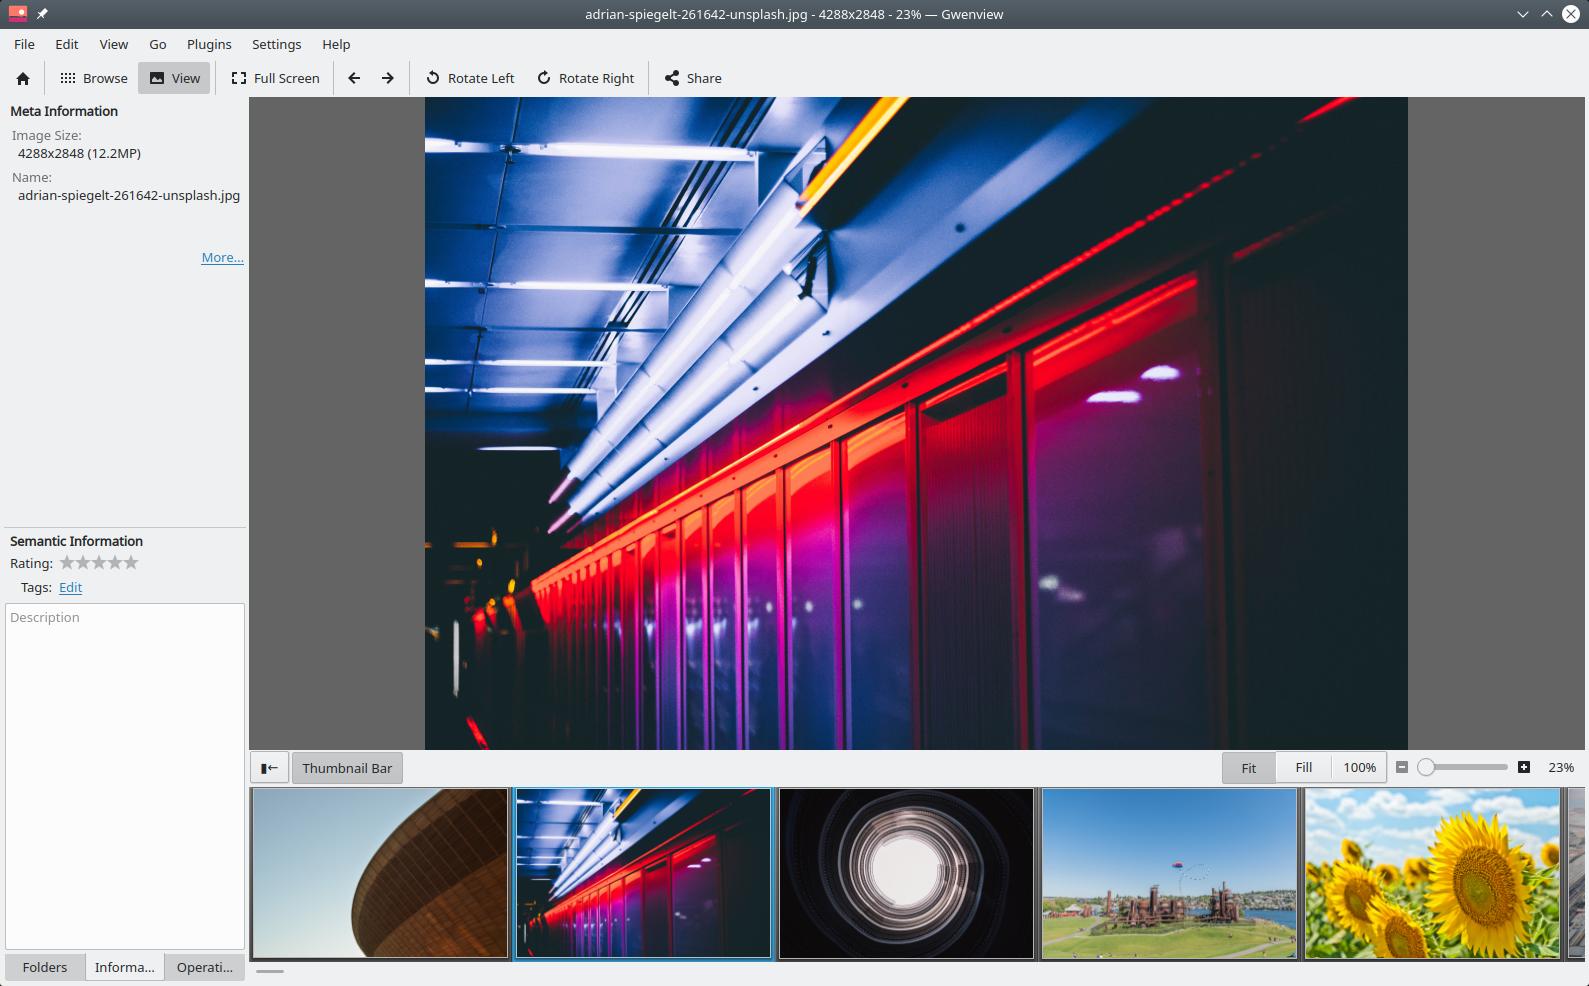 adrian-spiegelt-261642-unsplash.jpg - 4288x2848 - 23% — Gwenview
File Edit View Go Plugins Settings Help
Browse View Full Screen Rotate Left Rotate Right Share
Meta Information
Image Size:
4288x2848 (12.2MP)
Name:
adrian-spiegelt-261642-unsplash.jpg
More...
Semantic Information
Rating:
Tags: Edit
Description
Thumbnail Bar Fit Fill 100% 23%
Folders Informa... Operati...